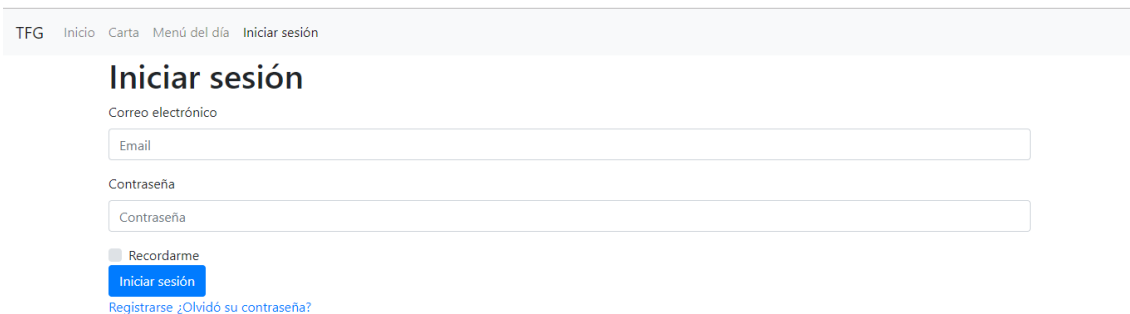 TFG Inicio Carta Menú del día Iniciar sesión
Iniciar sesión
Correo electrónico
Email
Contraseña
Contraseña
Recordarme
Iniciar sesión
Registrarse ¿Olvidó su contraseña?